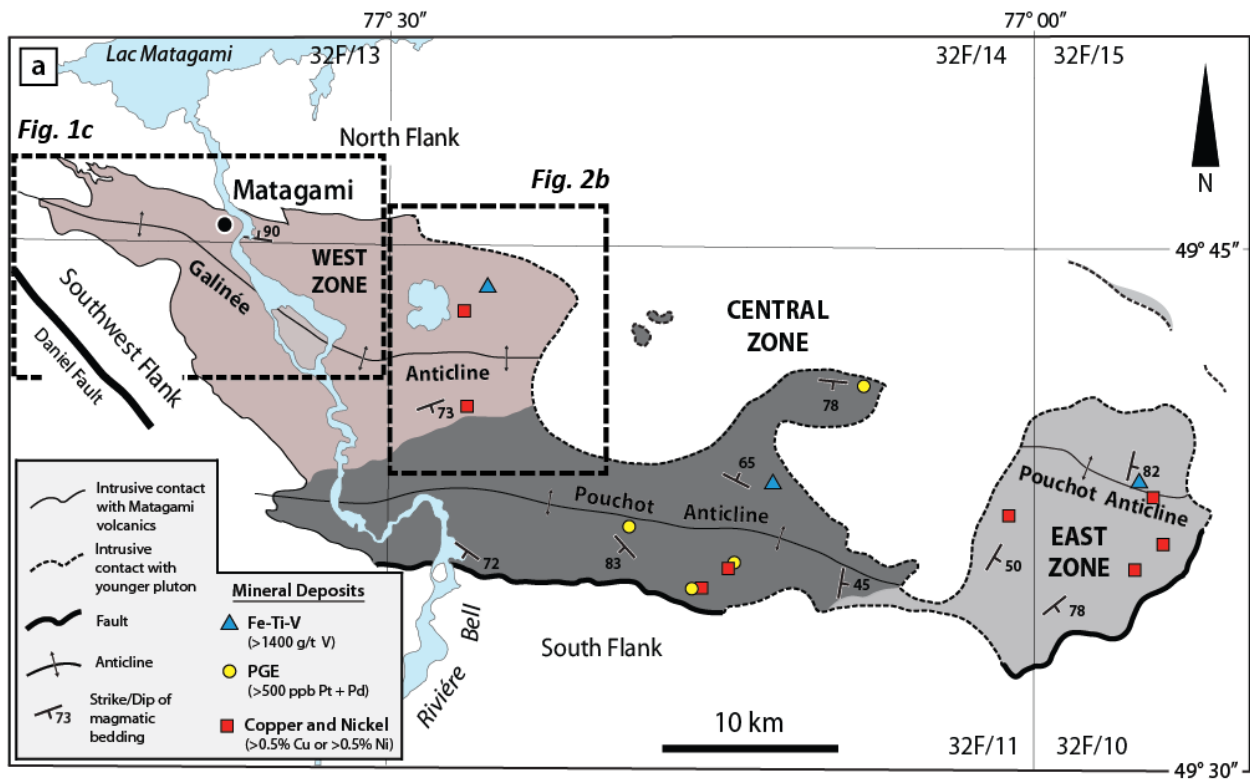 77° 30"
77° 00"
a
Lac Matagami
32F/13
32F/14
32F/15
Fig. 1c
North Flank
Fig. 2b
N
Matagami
90
49° 45"
WEST
ZONE
Galinée
Southwest Flank
Daniel Fault
CENTRAL
ZONE
Anticline
73
78
65
82
Pouchot Anticline
Pouchot Anticline
83
72
45
50
EAST
ZONE
78
South Flank
Riviére Bell
10 km
32F/11
32F/10
49° 30"
Intrusive contact
with Matagami
volcanics
Intrusive
contact with
younger pluton
Fault
Anticline
Strike/Dip of
magmatic
bedding
73
Mineral Deposits
Fe-Ti-V
(>1400 g/t V)
PGE
(>500 ppb Pt + Pd)
Copper and Nickel
(>0.5% Cu or >0.5% Ni)